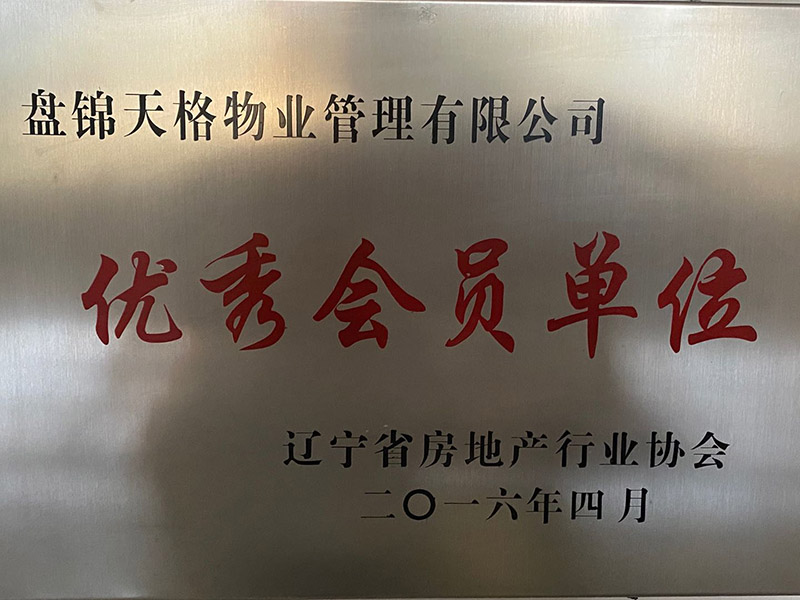 盘锦天格物业管理有限公司
优秀会员单位
辽宁省房地产行业协会
二〇一六年四月